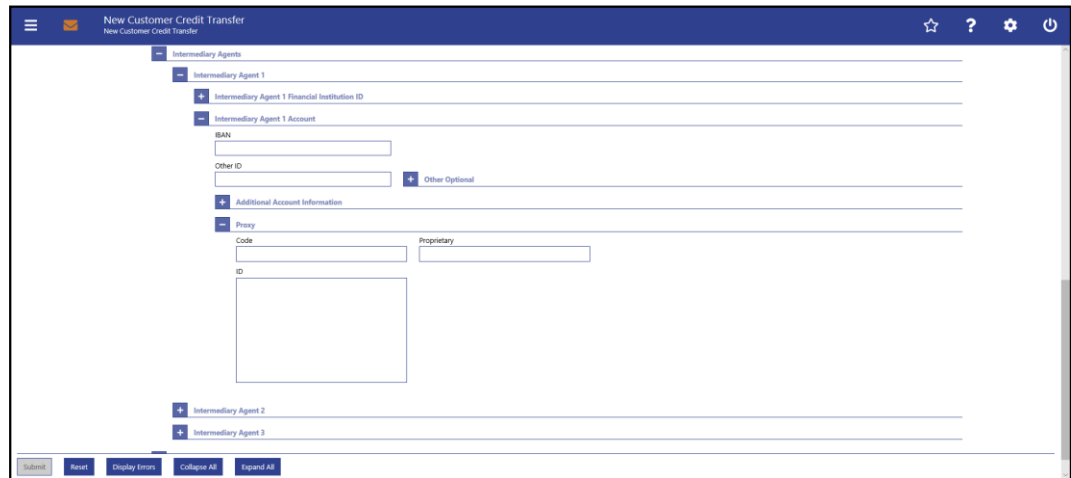 New Customer Credit Transfer
New Customer Credit Transfer
?
Intermediary Agents
Intermediary Agent 1
Intermediary Agent 1 Financial Institution ID
Intermediary Agent 1 Account
IBAN
Other ID
Other Optional
Additional Account Information
Proxy
Code Proprietary
ID
Intermediary Agent 2
Intermediary Agent 3
Submit Reset Display Errors Collapse All Expand All